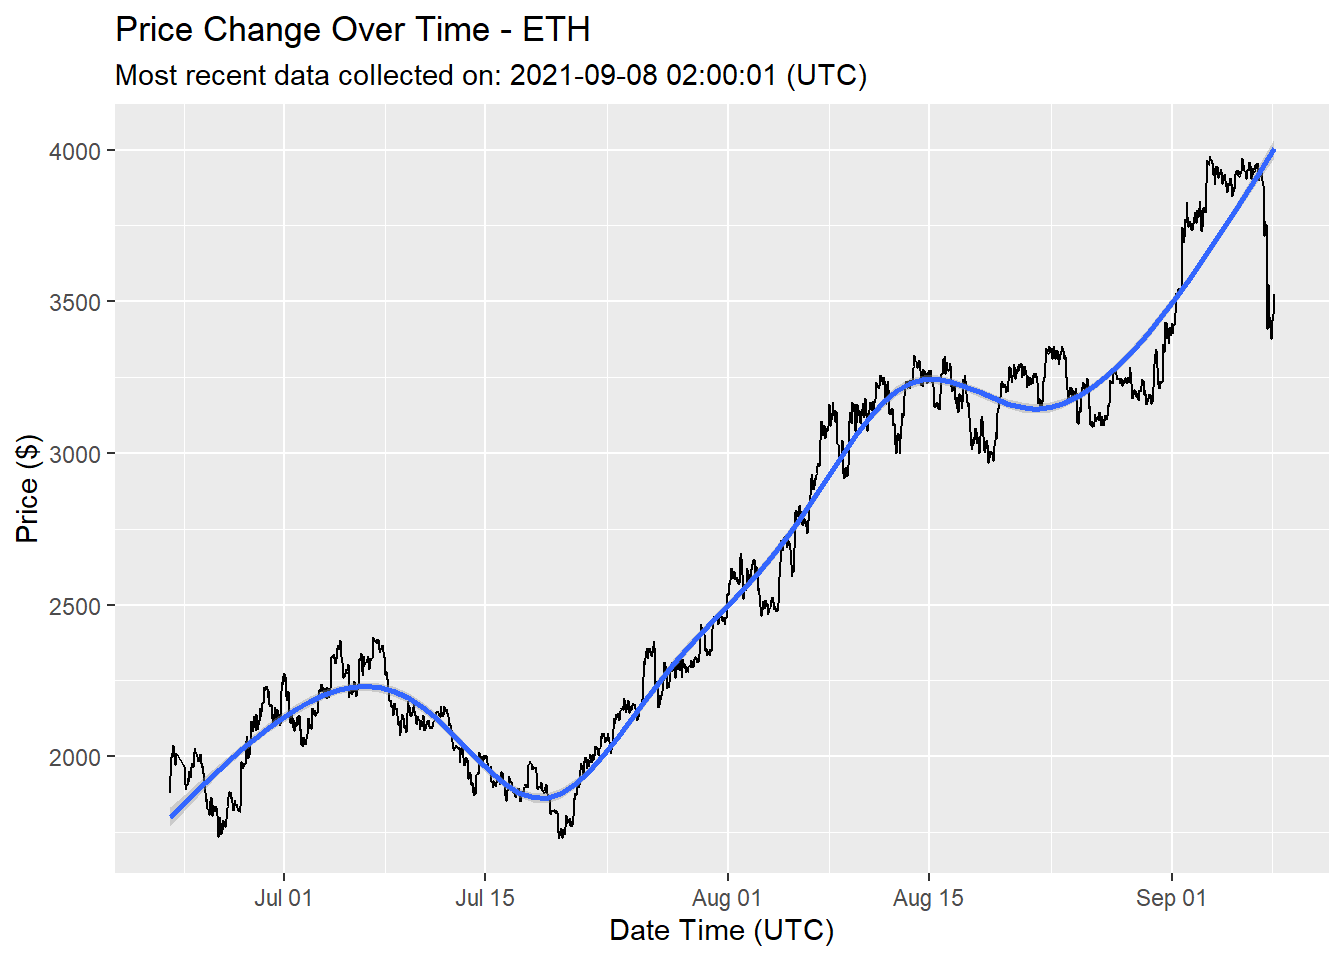 Price Change Over Time - ETH
Most recent data collected on: 2021-09-08 02:00:01 (UTC)
Price ($)
4000
3500
3000
2500
2000
Jul 01 Jul 15 Aug 01 Aug 15 Sep 01
Date Time (UTC)